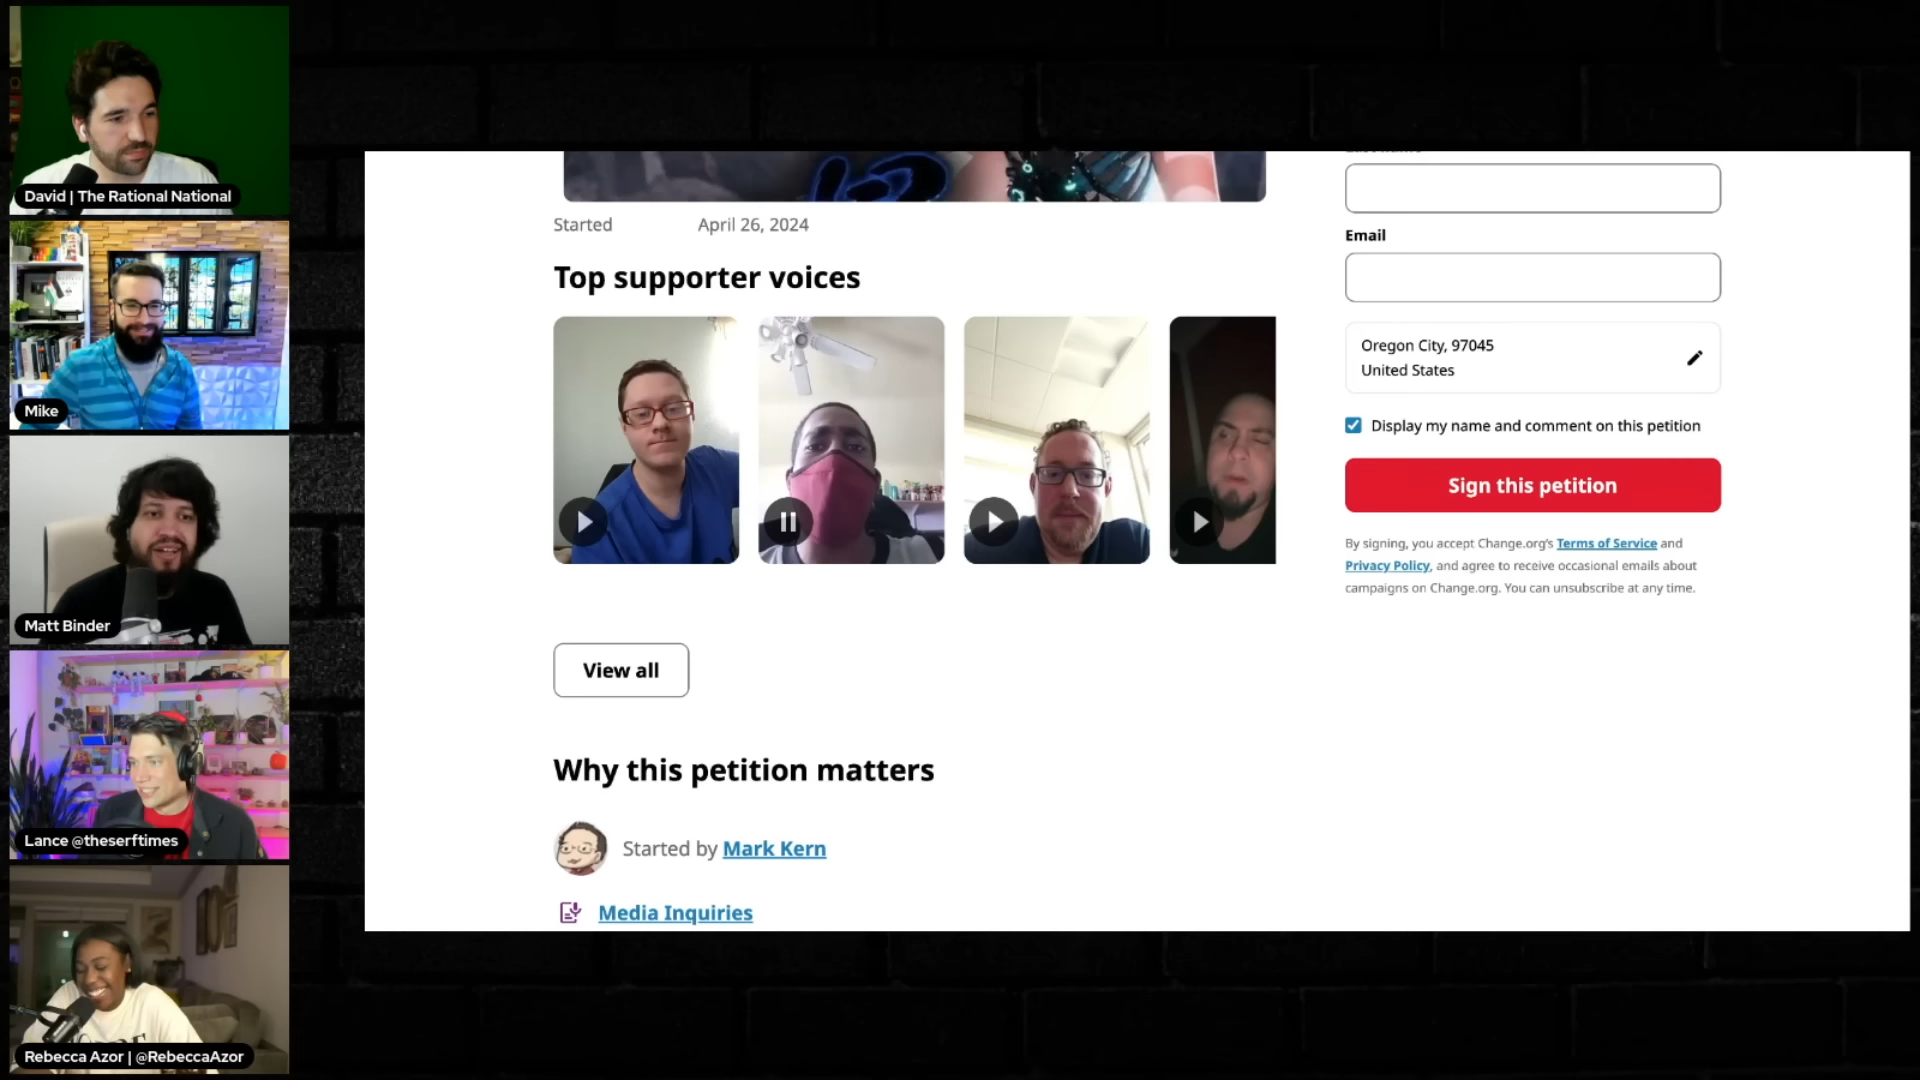 David | The Rational National
Mike
Matt Binder
Lance @theserftimes
Rebecca Azor | @RebeccaAzor
Started April 26, 2024
Top supporter voices
View all
Why this petition matters
Started by Mark Kern
Media Inquiries
Email
Oregon City, 97045
United States
Display my name and comment on this petition
Sign this petition
By signing, you accept Change.org's Terms of Service and
Privacy Policy, and agree to receive occasional emails about
campaigns on Change.org. You can unsubscribe at any time.